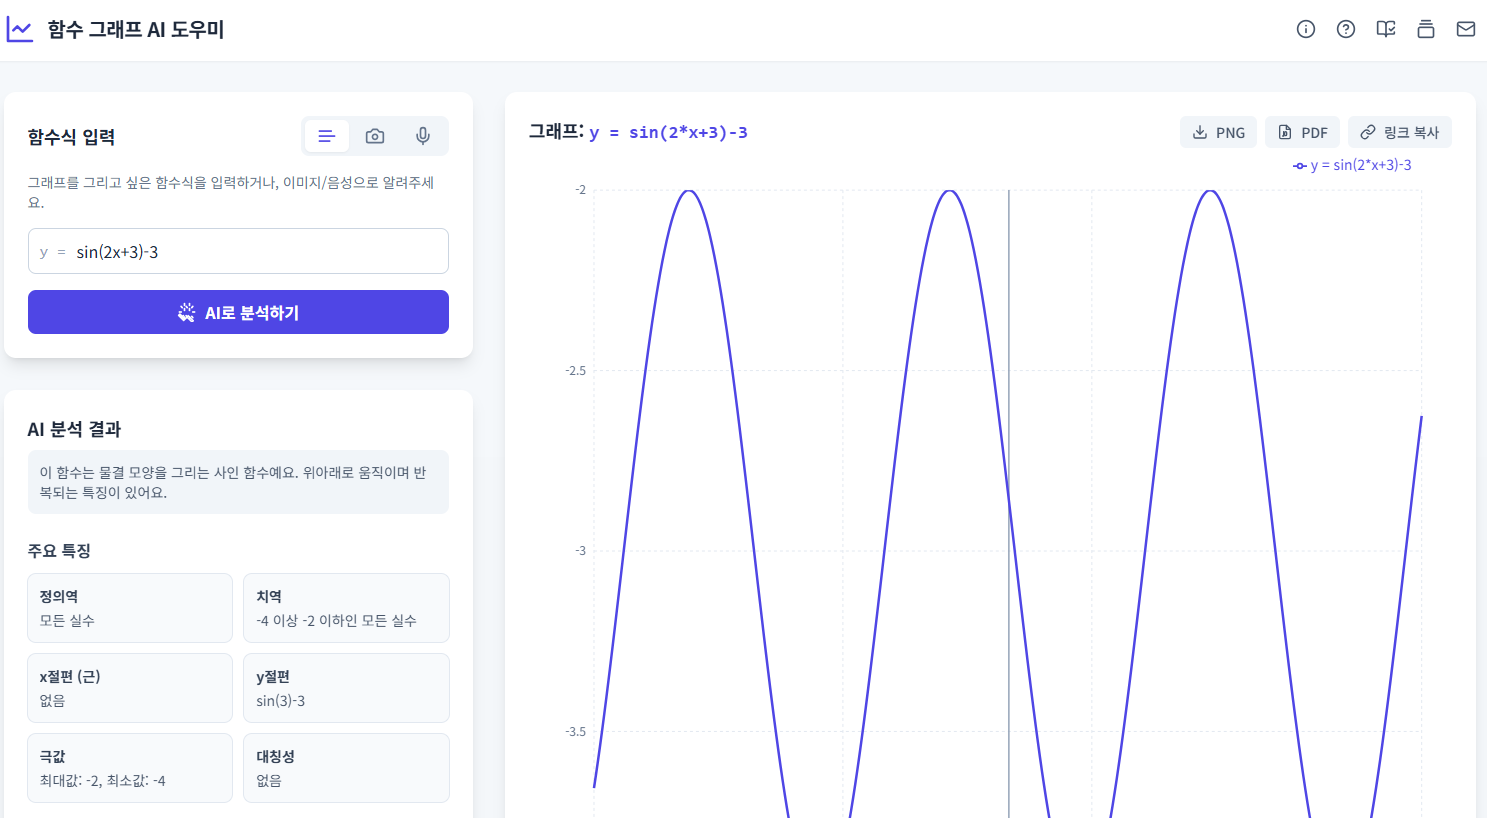 함수 그래프 AI 도우미
함수식 입력
그래프를 그리고 싶은 함수식을 입력하거나, 이미지/음성으로 알려주세
요.
y = sin(2x+3)-3
AI로 분석하기
AI 분석 결과
이 함수는 물결 모양을 그리는 사인 함수예요. 위아래로 움직이며 반
복되는 특징이 있어요.
주요 특징
정의역
모든 실수
치역
-4 이상 -2 이하인 모든 실수
x절편 (근)
없음
y절편
sin(3)-3
극값
최대값: -2, 최소값: -4
대칭성
없음
그래프: y = sin(2*x+3)-3
PNG
PDF
링크 복사
y = sin(2*x+3)-3
-2
-2.5
-3
-3.5